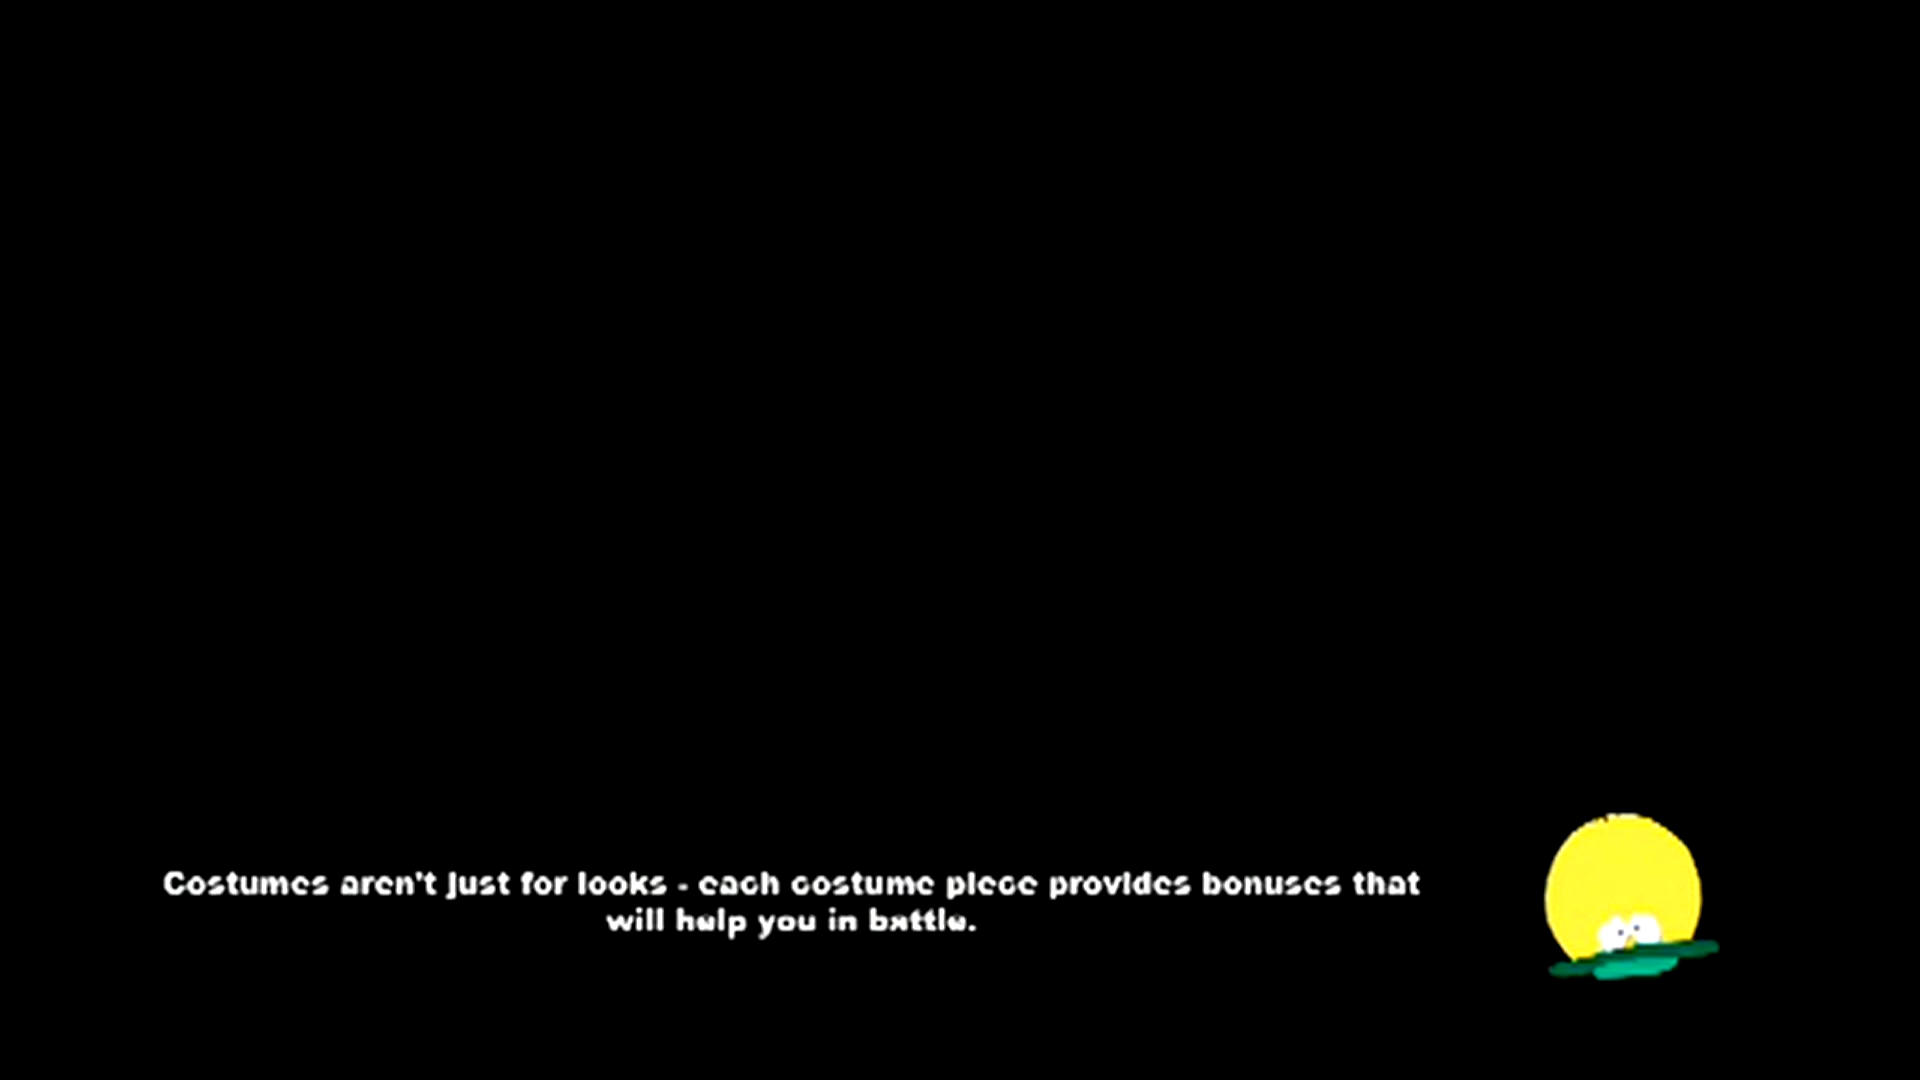 Costumes aren't just for looks - each costume piece provides bonuses that
will help you in battle.